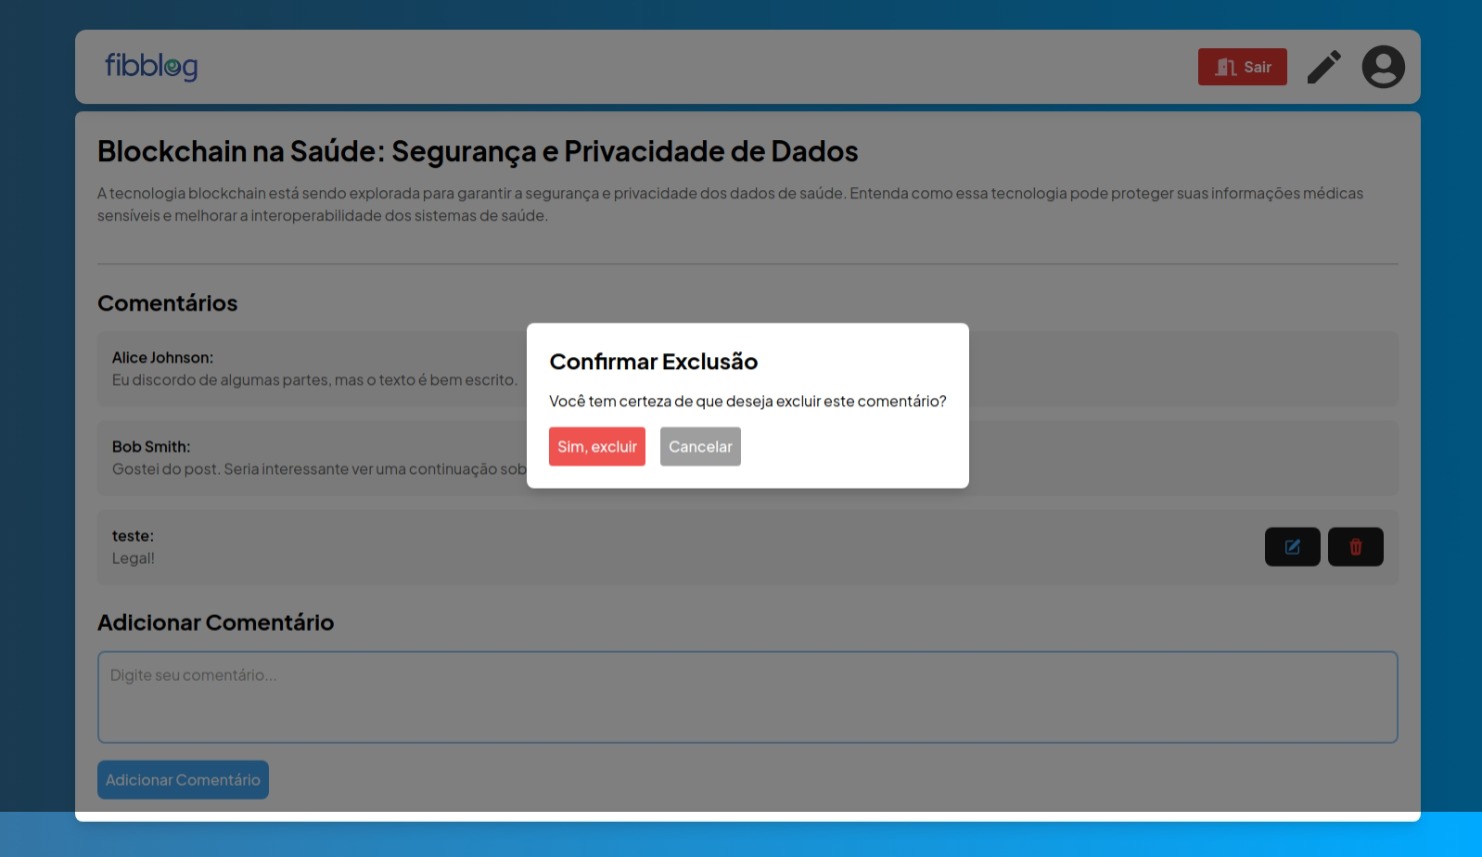 fibblog
Sair
Blockchain na Saúde: Segurança e Privacidade de Dados
A tecnologia blockchain está sendo explorada para garantir a segurança e privacidade dos dados de saúde. Entenda como essa tecnologia pode proteger suas informações médicas
sensíveis e melhorar a interoperabilidade dos sistemas de saúde.
Comentários
Alice Johnson:
Eu discordo de algumas partes, mas o texto é bem escrito.
Bob Smith:
Gostei do post. Seria interessante ver uma continuação sob
Confirmar Exclusão
Você tem certeza de que deseja excluir este comentário?
Sim, excluir
Cancelar
teste:
Legal!
Adicionar Comentário
Digite seu comentário...
Adicionar Comentário